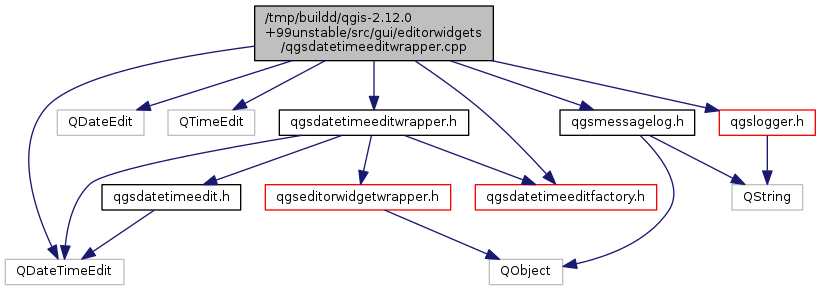 /tmp/buildd/qgis-2.12.0
+99unstable/src/gui/editorwidgets
/qgsdatetimeeditwrapper.cpp
QDateEdit
QTimeEdit
qgsdatetimeeditwrapper.h
qgsmessagelog.h
qgslogger.h
qgsdatetimeedit.h
qgseditorwidgetwrapper.h
qgsdatetimeeditfactory.h
QString
QDateTimeEdit
QObject